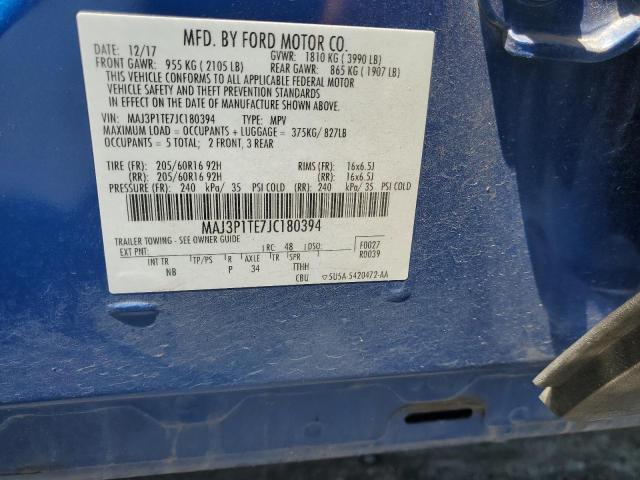 MFD. BY FORD MOTOR CO.
DATE: 12/17 GVWR: 1810 KG ( 3990 LB)
FRONT GAWR: 955 KG ( 2105 LB) REAR GAWR: 865 KG ( 1907 LB)
THIS VEHICLE CONFORMS TO ALL APPLICABLE FEDERAL MOTOR
VEHICLE SAFETY AND THEFT PREVENTION STANDARDS
IN EFFECT ON THE DATE OF MANUFACTURE SHOWN ABOVE.
VIN: MAJ3P1TE7JC180394 TYPE: MPV
MAXIMUM LOAD = OCCUPANTS + LUGGAGE = 375KG/ 827LB
OCCUPANTS = 5 TOTAL; 2 FRONT, 3 REAR
TIRE (FR): 205/60R16 92H RIMS (FR): 16x6.5J
(RR): 205/60R16 92H (RR): 16x6.5J
PRESSURE (FR): 240 kPa/ 35 PSI COLD (RR): 240 kPa/ 35 PSI COLD
MAJ3P1TE7JC180394
TRAILER TOWING - SEE OWNER GUIDE
EXT PNT: RC: 48 DSO: F0027
R0039
INT TR TP/PS R AXLE TR SPR
NB P 34 TTHH
CBU 5U5A-5420472-AA